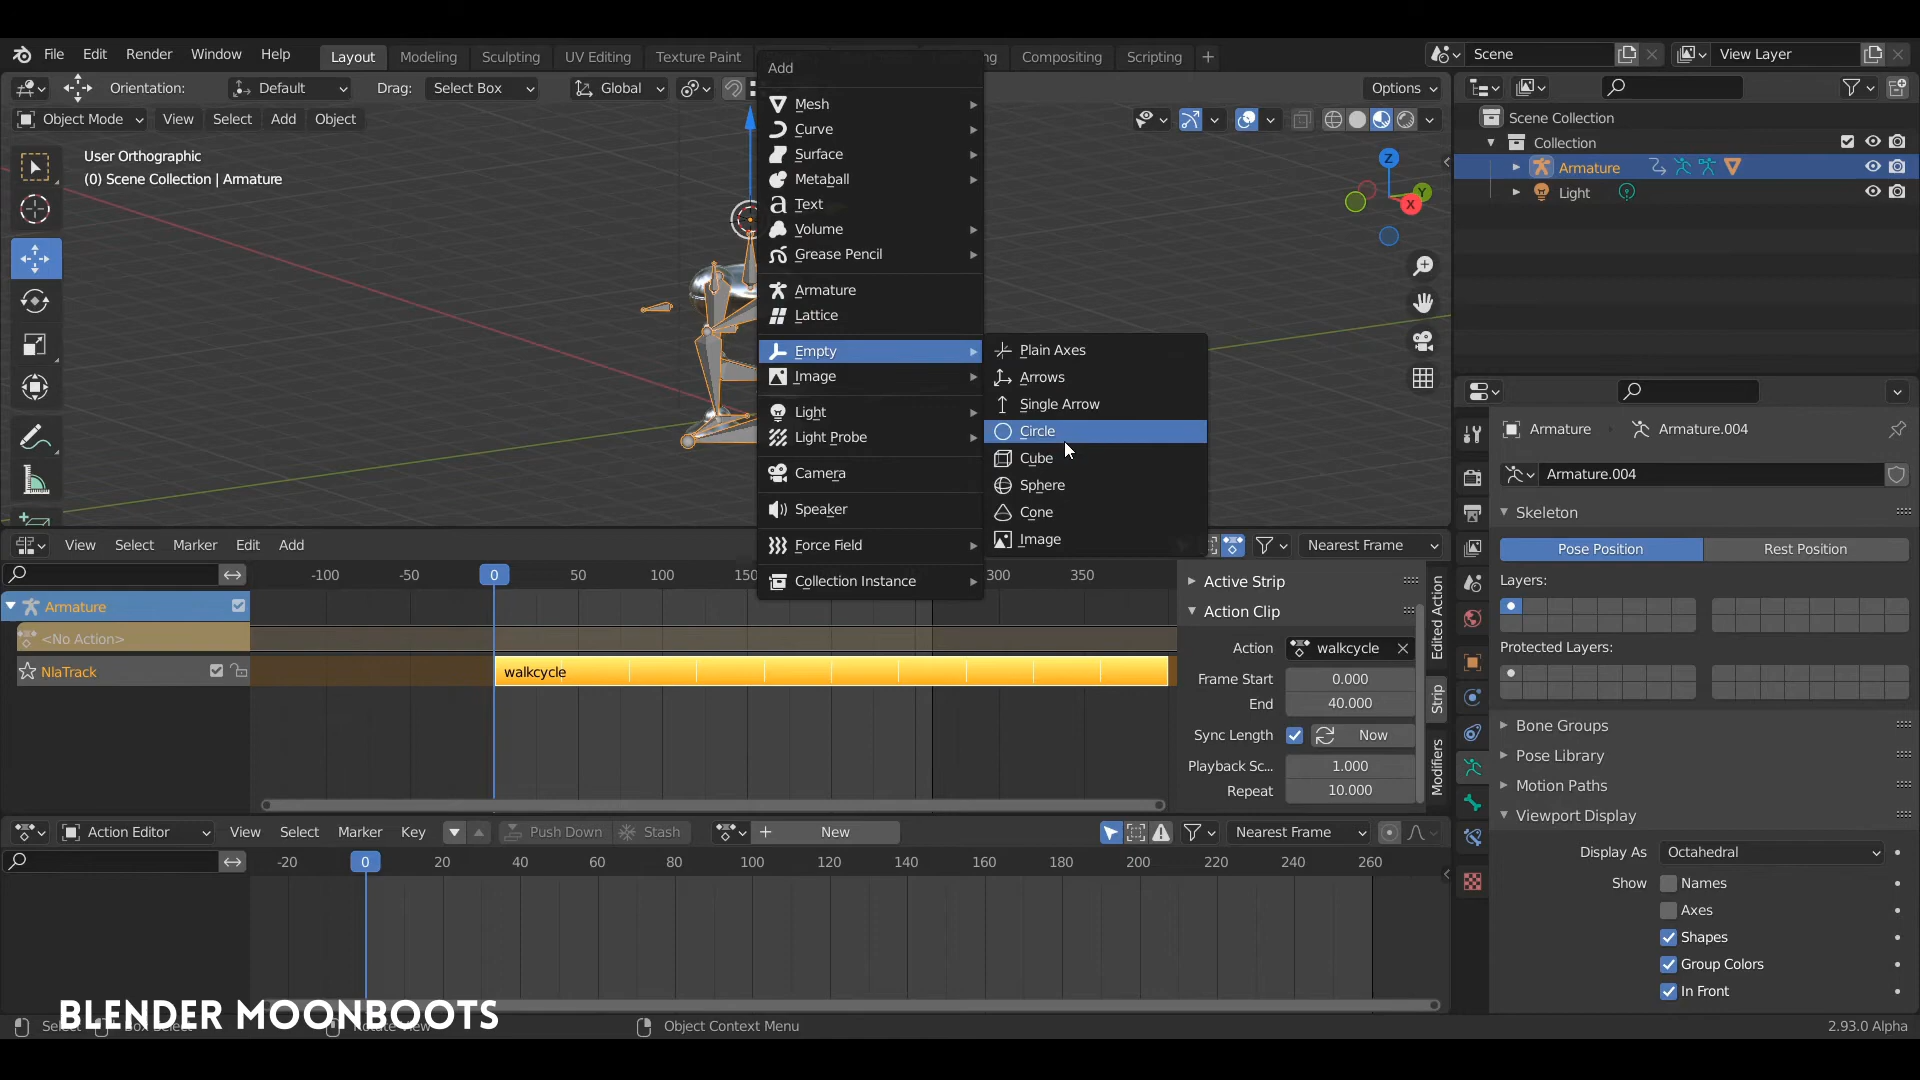 File Edit Render Window Help Layout Modeling Sculpting UV Editing Texture Paint Compositing Scripting + Scene View Layer
Orientation: Default Drag: Select Box Global Options
Object Mode View Select Add Object
User Orthographic
(0) Scene Collection | Armature
Z
Y
X
Add
Mesh
Curve
Surface
Metaball
Text
Volume
Grease Pencil
Armature
Lattice
Empty
Image
Light
Light Probe
Camera
Speaker
Force Field
Collection Instance
Plain Axes
Arrows
Single Arrow
Circle
Cube
Sphere
Cone
Image
Scene Collection
Collection
Armature
Light
Armature Armature.004
Armature.004
Skeleton
Pose Position Rest Position
Layers:
Protected Layers:
Bone Groups
Pose Library
Motion Paths
Viewport Display
Display As Octahedral
Show Names
Axes
Shapes
Group Colors
In Front
View Select Marker Edit Add Nearest Frame
-100 -50 0 50 100 300 350
Armature
<No Action>
NlaTrack
walkcycle
Active Strip
Action Clip
Action walkcycle
Frame Start 0.000
End 40.000
Sync Length Now
Playback Sc... 1.000
Repeat 10.000
Edited Action
Strip
Modifiers
Action Editor View Select Marker Key Push Down Stash New Nearest Frame
-20 0 20 40 60 80 100 120 140 160 180 200 220 240 260
BLENDER MOONBOOTS
Object Context Menu
2.93.0 Alpha